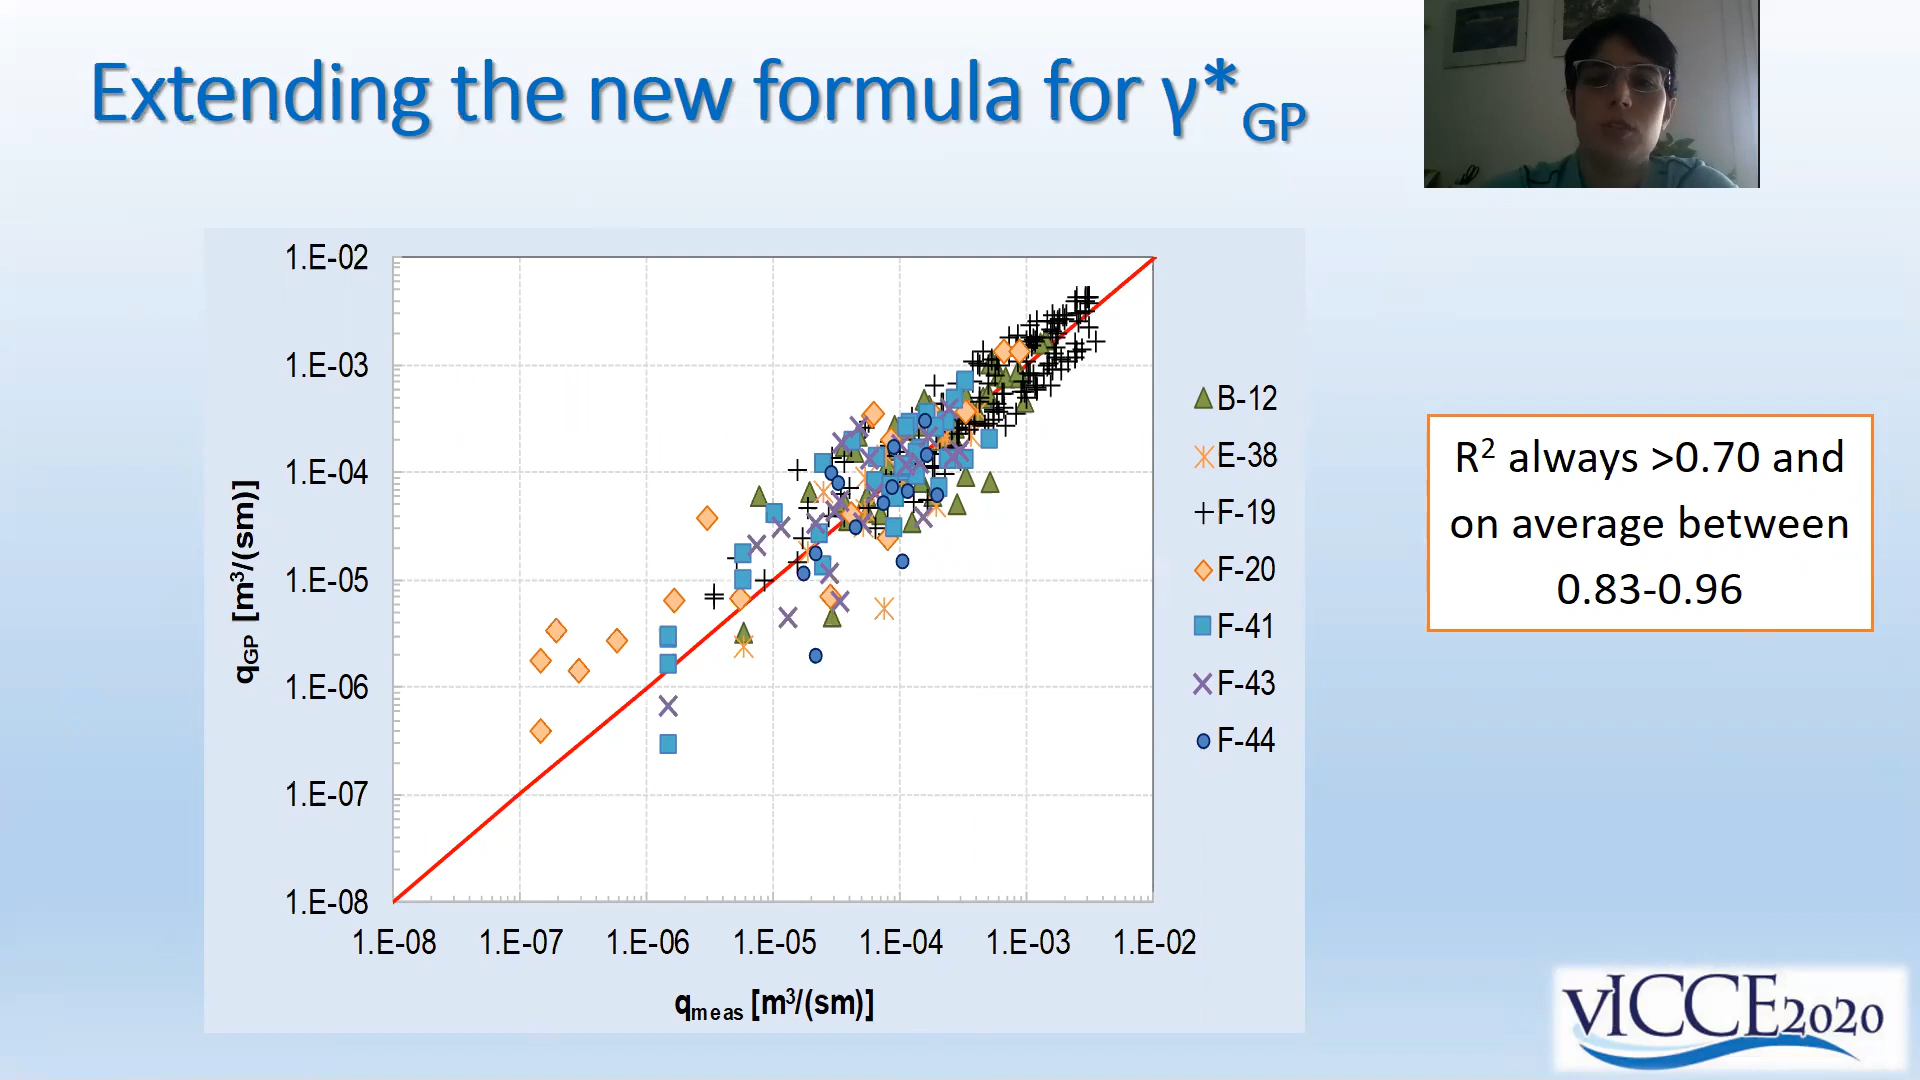 Extending the new formula for γ*GP
1.E-02
1.E-03
1.E-04
1.E-05
1.E-06
1.E-07
1.E-08
qGP [m³/(sm)]
1.E-08 1.E-07 1.E-06 1.E-05 1.E-04 1.E-03 1.E-02
qmeas [m³/(sm)]
B-12
E-38
F-19
F-20
F-41
F-43
F-44
R² always >0.70 and
on average between
0.83-0.96
vICCE2020